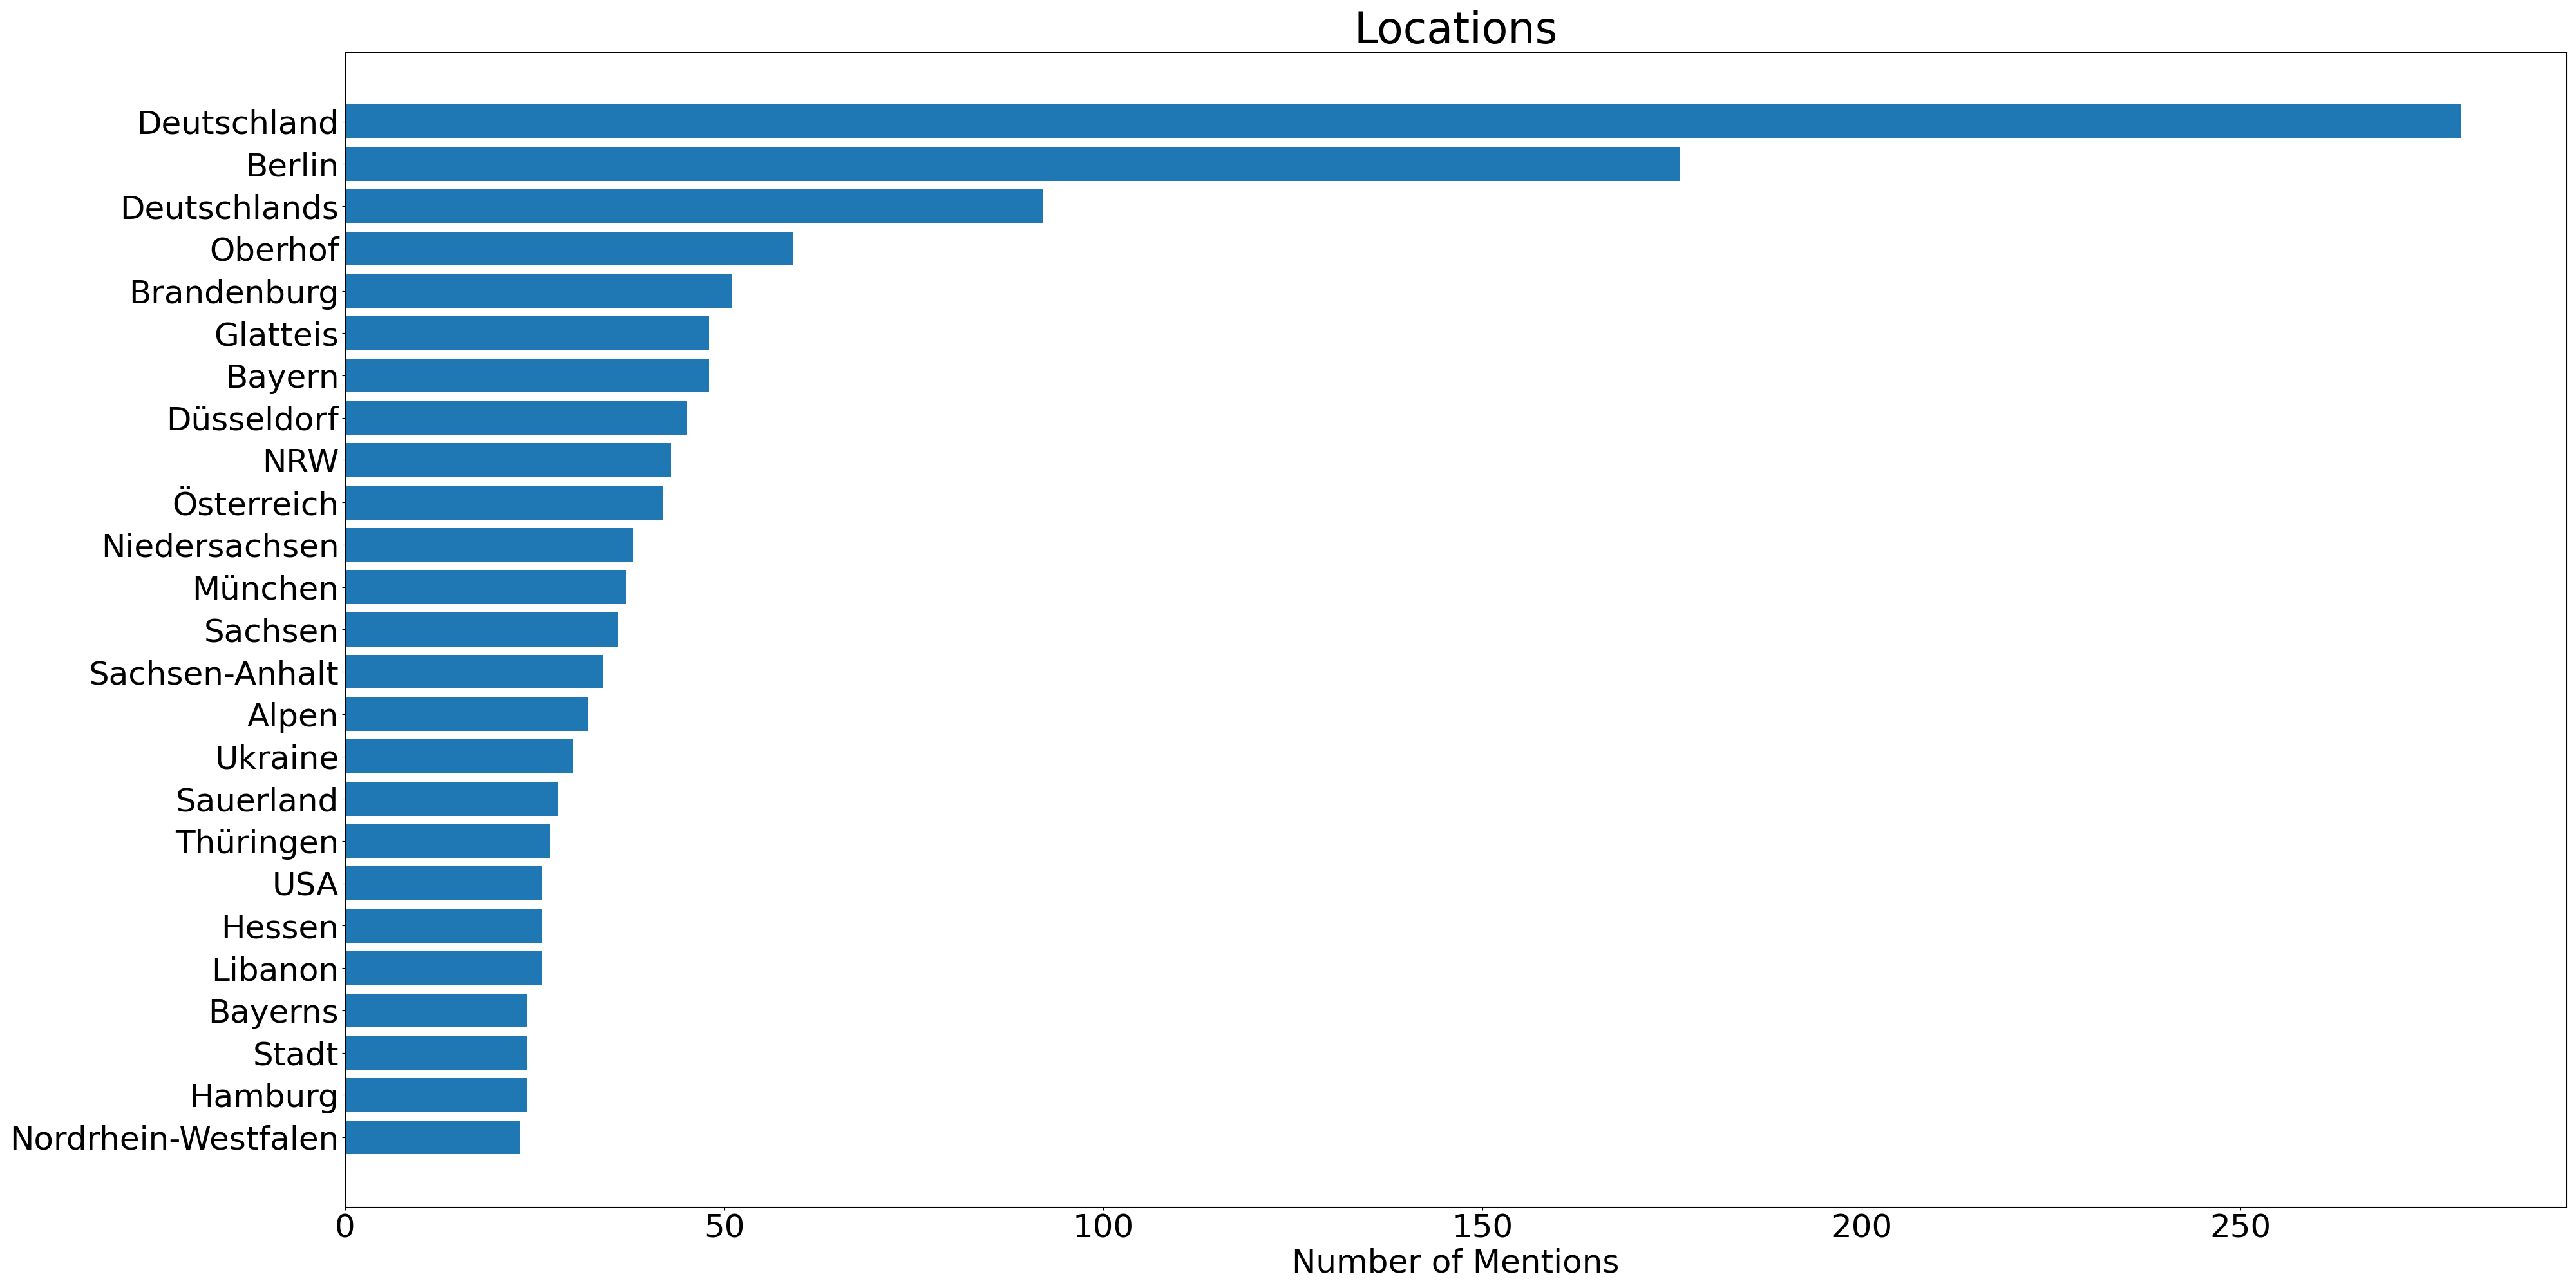 Locations
Deutschland
Berlin
Deutschlands
Oberhof
Brandenburg
Glatteis
Bayern
Düsseldorf
NRW
Österreich
Niedersachsen
München
Sachsen
Sachsen-Anhalt
Alpen
Ukraine
Sauerland
Thüringen
USA
Hessen
Libanon
Bayerns
Stadt
Hamburg
Nordrhein-Westfalen
0 50 100 150 200 250
Number of Mentions